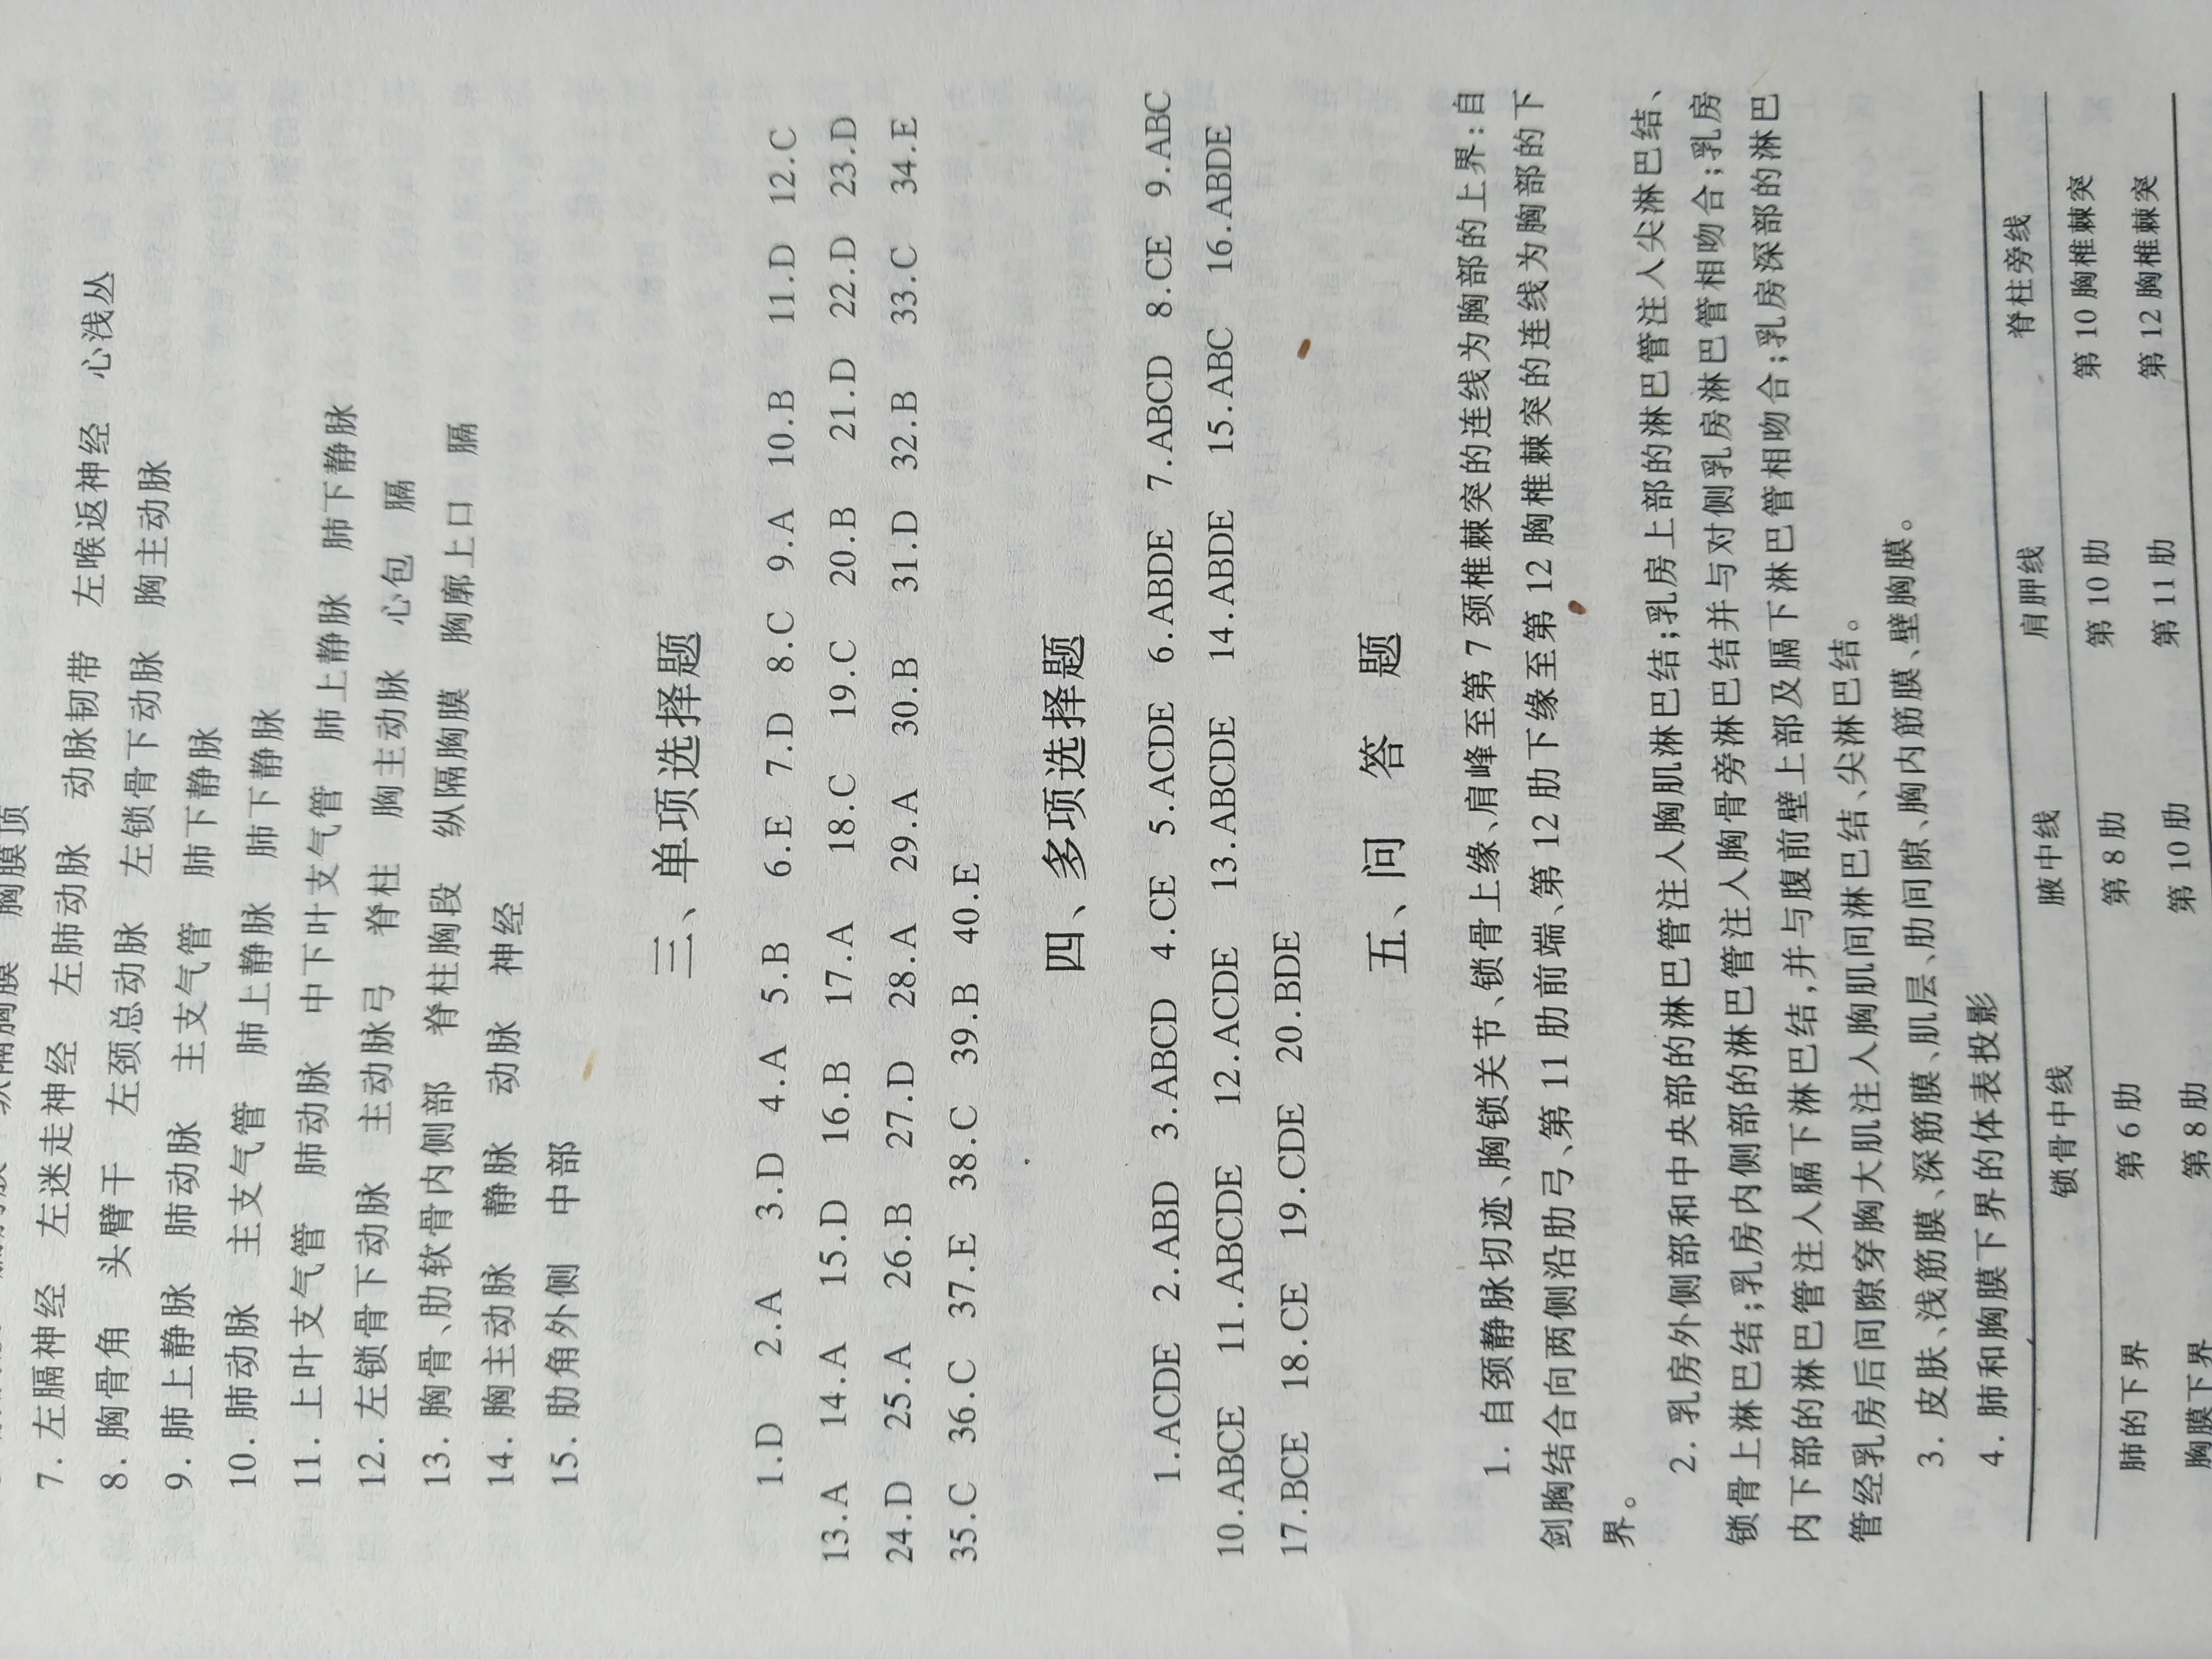 纵隔胸膜 胸膜顶
7. 左膈神经 左迷走神经 左肺动脉 动脉韧带 左喉返神经 心浅丛
8. 胸骨角 头臂干 左颈总动脉 左锁骨下动脉 胸主动脉
9. 肺上静脉 肺动脉 主支气管 肺下静脉
10. 肺动脉 主支气管 肺上静脉 肺下静脉
11. 上叶支气管 肺动脉 中下叶支气管 肺上静脉 肺下静脉
12. 左锁骨下动脉 主动脉弓 脊柱 胸主动脉 心包 膈
13. 胸骨、肋软骨内侧部 脊柱胸段 纵隔胸膜 胸廓上口 膈
14. 胸主动脉 静脉 动脉 神经
15. 肋角外侧 中部
三、单项选择题
1.D 2.A 3.D 4.A 5.B 6.E 7.D 8.C 9.A 10.B 11.D 12.C
13.A 14.A 15.D 16.B 17.A 18.C 19.C 20.B 21.D 22.D 23.D
24.D 25.A 26.B 27.D 28.A 29.A 30.B 31.D 32.B 33.C 34.E
35.C 36.C 37.E 38.C 39.B 40.E
四、多项选择题
1.ACDE 2.ABD 3.ABCD 4.CE 5.ACDE 6.ABDE 7.ABCD 8.CE 9.ABC
10.ABCE 11.ABCDE 12.ACDE 13.ABCDE 14.ABDE 15.ABC 16.ABDE
17.BCE 18.CE 19.CDE 20.BDE
五、问 答 题
1. 自颈静脉切迹、胸锁关节、锁骨上缘、肩峰至第 7 颈椎棘突的连线为胸部的上界;自
剑胸结合向两侧沿肋弓、第 11 肋前端、第 12 肋下缘至第 12 胸椎棘突的连线为胸部的下
界。
2. 乳房外侧部和中央部的淋巴管注入胸肌淋巴结;乳房上部的淋巴管注入尖淋巴结、
锁骨上淋巴结;乳房内侧部的淋巴管注入胸骨旁淋巴结并与对侧乳房淋巴管相吻合;乳房
内下部的淋巴管注入膈下淋巴结,并与腹前壁上部及膈下淋巴管相吻合;乳房深部的淋巴
管经乳房后间隙穿胸大肌注入胸肌间淋巴结、尖淋巴结。
3. 皮肤、浅筋膜、深筋膜、肌层、肋间隙、胸内筋膜、壁胸膜。
4. 肺和胸膜下界的体表投影
锁骨中线 腋中线 肩胛线 脊柱旁线
肺的下界 第 6 肋 第 8 肋 第 10 肋 第 10 胸椎棘突
胸膜下界 第 8 肋 第 10 肋 第 11 肋 第 12 胸椎棘突